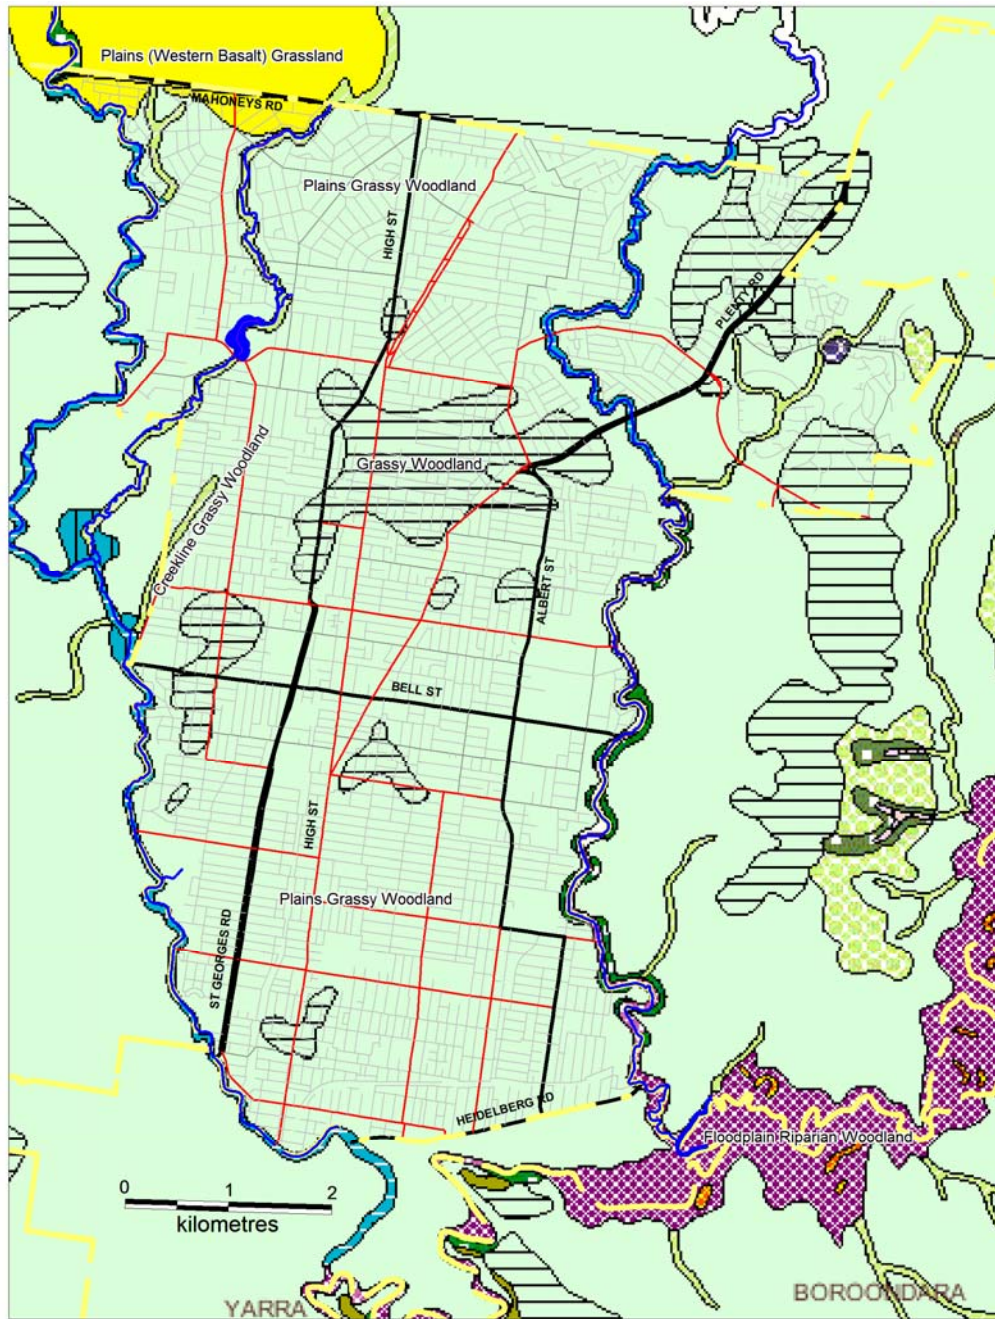 Plains (Western Basalt) Grassland
MAHONEYS RD
Plains Grassy Woodland
HIGH ST
PLENTY RD
Grassy Woodland
Creekline Grassy Woodland
ALBERT ST
BELL ST
HIGH ST
Plains Grassy Woodland
ST GEORGES RD
HEIDELBERG RD
Floodplain Riparian Woodland
0 1 2
kilometres
BOROONDARA
YARRA